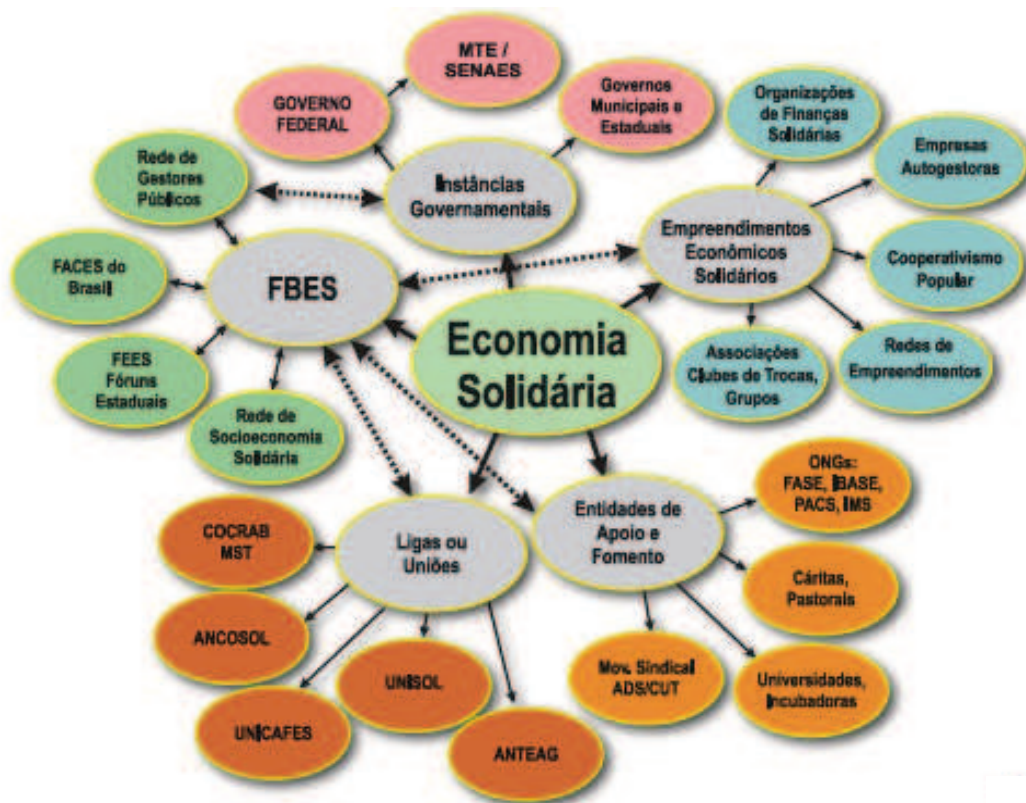 MTE /
SENAES
GOVERNO
FEDERAL
Governos
Municipais e
Estaduais
Organizações
de Finanças
Solidárias
Empresas
Autogestoras
Rede de
Gestores
Públicos
Instâncias
Governamentais
Empreendimentos
Econômicos
Solidários
Cooperativismo
Popular
FACES do
Brasil
FBES
Economia
Solidária
Associações
Clubes de Trocas,
Grupos
Redes de
Empreendimentos
FEES
Fóruns
Estaduais
Rede de
Socioeconomia
Solidária
ONGs:
FASE, IBASE,
PACS, IMS
COCRAB
MST
Ligas ou
Uniões
Entidades de
Apoio e
Fomento
Cáritas,
Pastorais
ANCOSOL
UNISOL
Mov. Sindical
ADS/CUT
Universidades,
Incubadoras
UNICAFES
ANTEAG